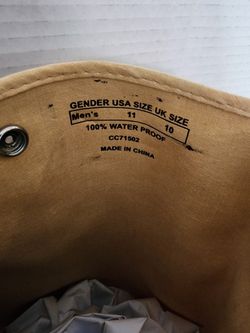 GENDER USA SIZE UK SIZE
Men's 11 10
100% WATER PROOF
CC71502
MADE IN CHINA